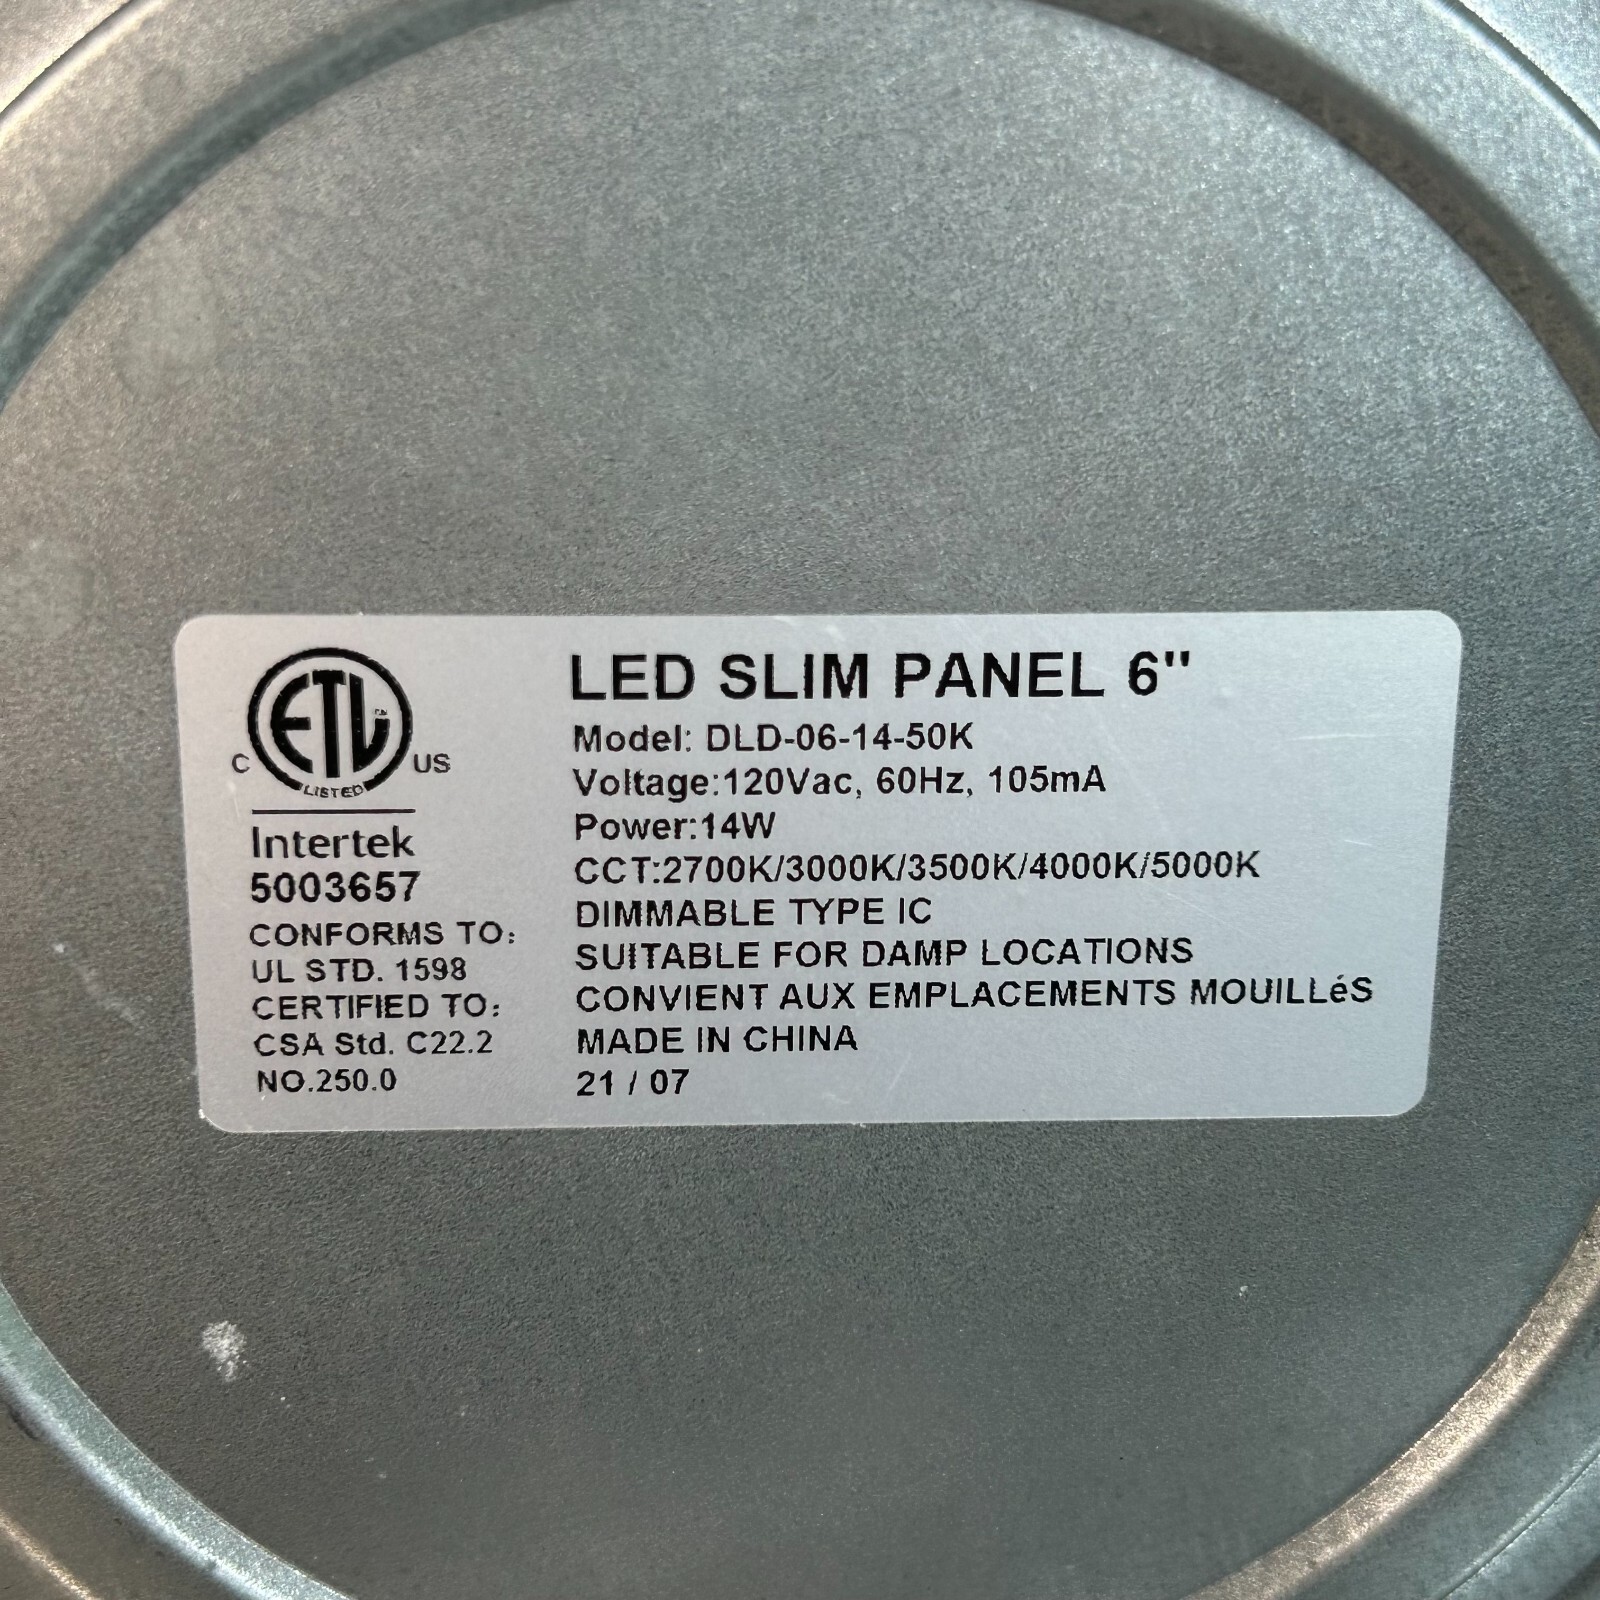 ETL
C US
LISTED
Intertek
5003657
CONFORMS TO:
UL STD. 1598
CERTIFIED TO:
CSA Std. C22.2
NO.250.0
LED SLIM PANEL 6"
Model: DLD-06-14-50K
Voltage:120Vac, 60Hz, 105mA
Power:14W
CCT:2700K/3000K/3500K/4000K/5000K
DIMMABLE TYPE IC
SUITABLE FOR DAMP LOCATIONS
CONVIENT AUX EMPLACEMENTS MOUILLéS
MADE IN CHINA
21 / 07